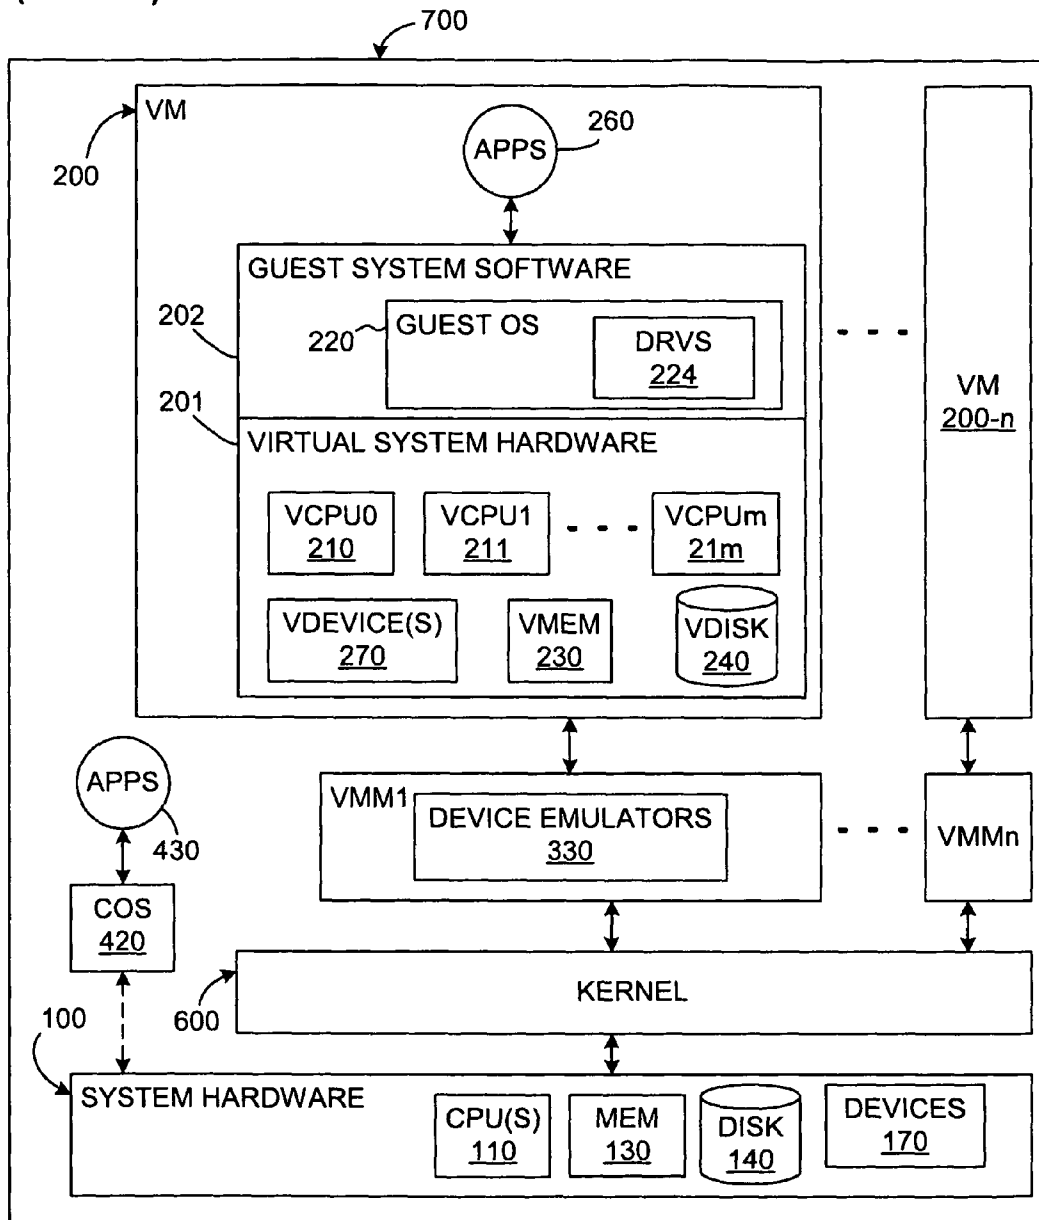 700
VM
200
APPS
260
GUEST SYSTEM SOFTWARE
202
220
GUEST OS
DRVS
224
VM
200-n
201
VIRTUAL SYSTEM HARDWARE
VCPU0
210
VCPU1
211
VCPUm
21m
VDEVICE(S)
270
VMEM
230
VDISK
240
APPS
430
VMM1
DEVICE EMULATORS
330
VMMn
COS
420
KERNEL
600
100
SYSTEM HARDWARE
CPU(S)
110
MEM
130
DISK
140
DEVICES
170